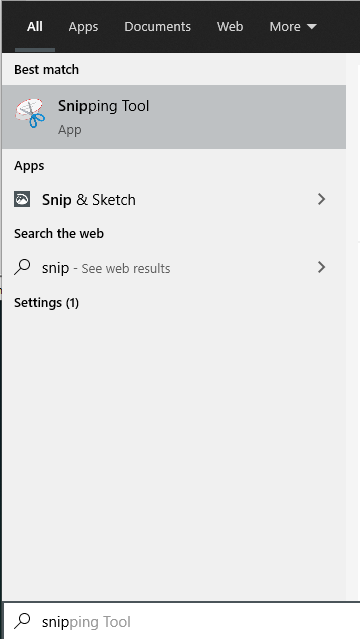 All Apps Documents Web More
Best match
Snipping Tool
App
Apps
Snip & Sketch
Search the web
snip - See web results
Settings (1)
snipping Tool